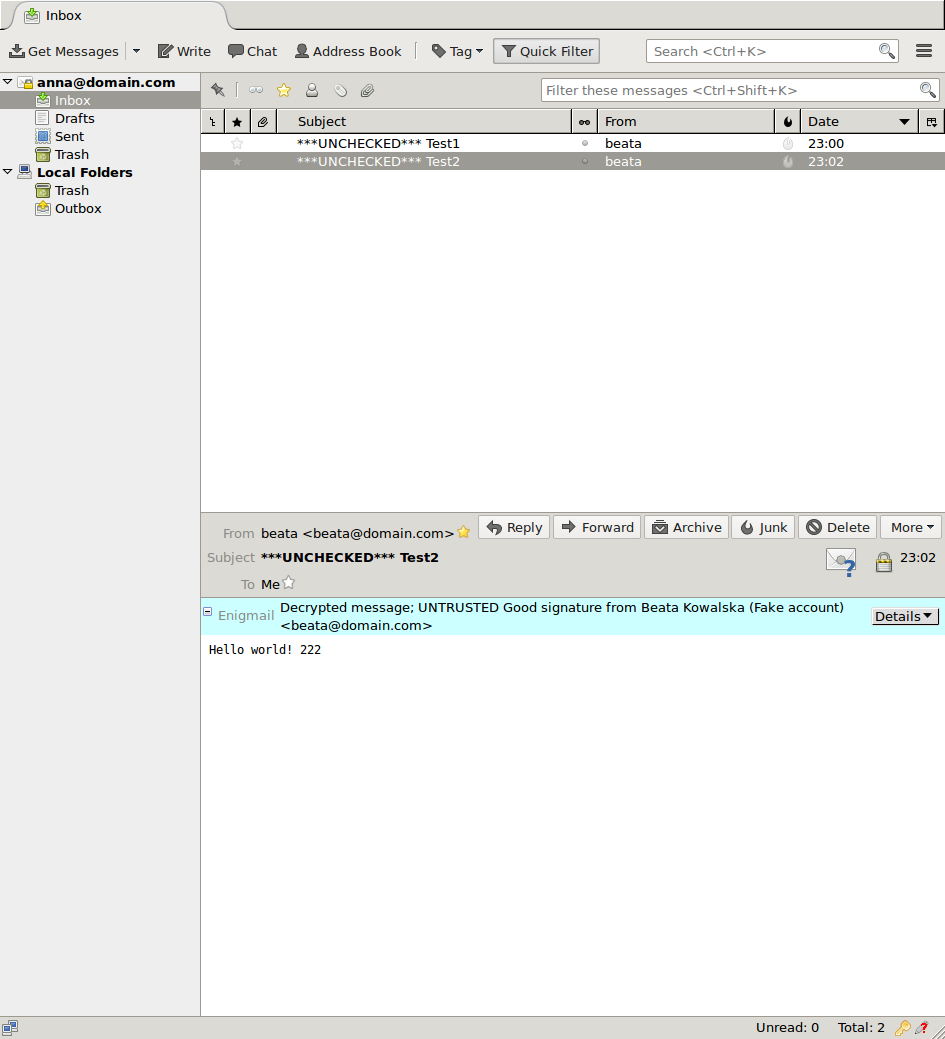 Inbox
Get Messages Write Chat Address Book Tag Quick Filter Search <Ctrl+K>
anna@domain.com
Inbox
Drafts
Sent
Trash
Local Folders
Trash
Outbox
Filter these messages <Ctrl+Shift+K>
Subject From Date
***UNCHECKED*** Test1 beata 23:00
***UNCHECKED*** Test2 beata 23:02
From beata <beata@domain.com> Reply Forward Archive Junk Delete More
Subject ***UNCHECKED*** Test2 23:02
To Me
Enigmail Decrypted message; UNTRUSTED Good signature from Beata Kowalska (Fake account)
<beata@domain.com> Details
Hello world! 222
Unread: 0 Total: 2